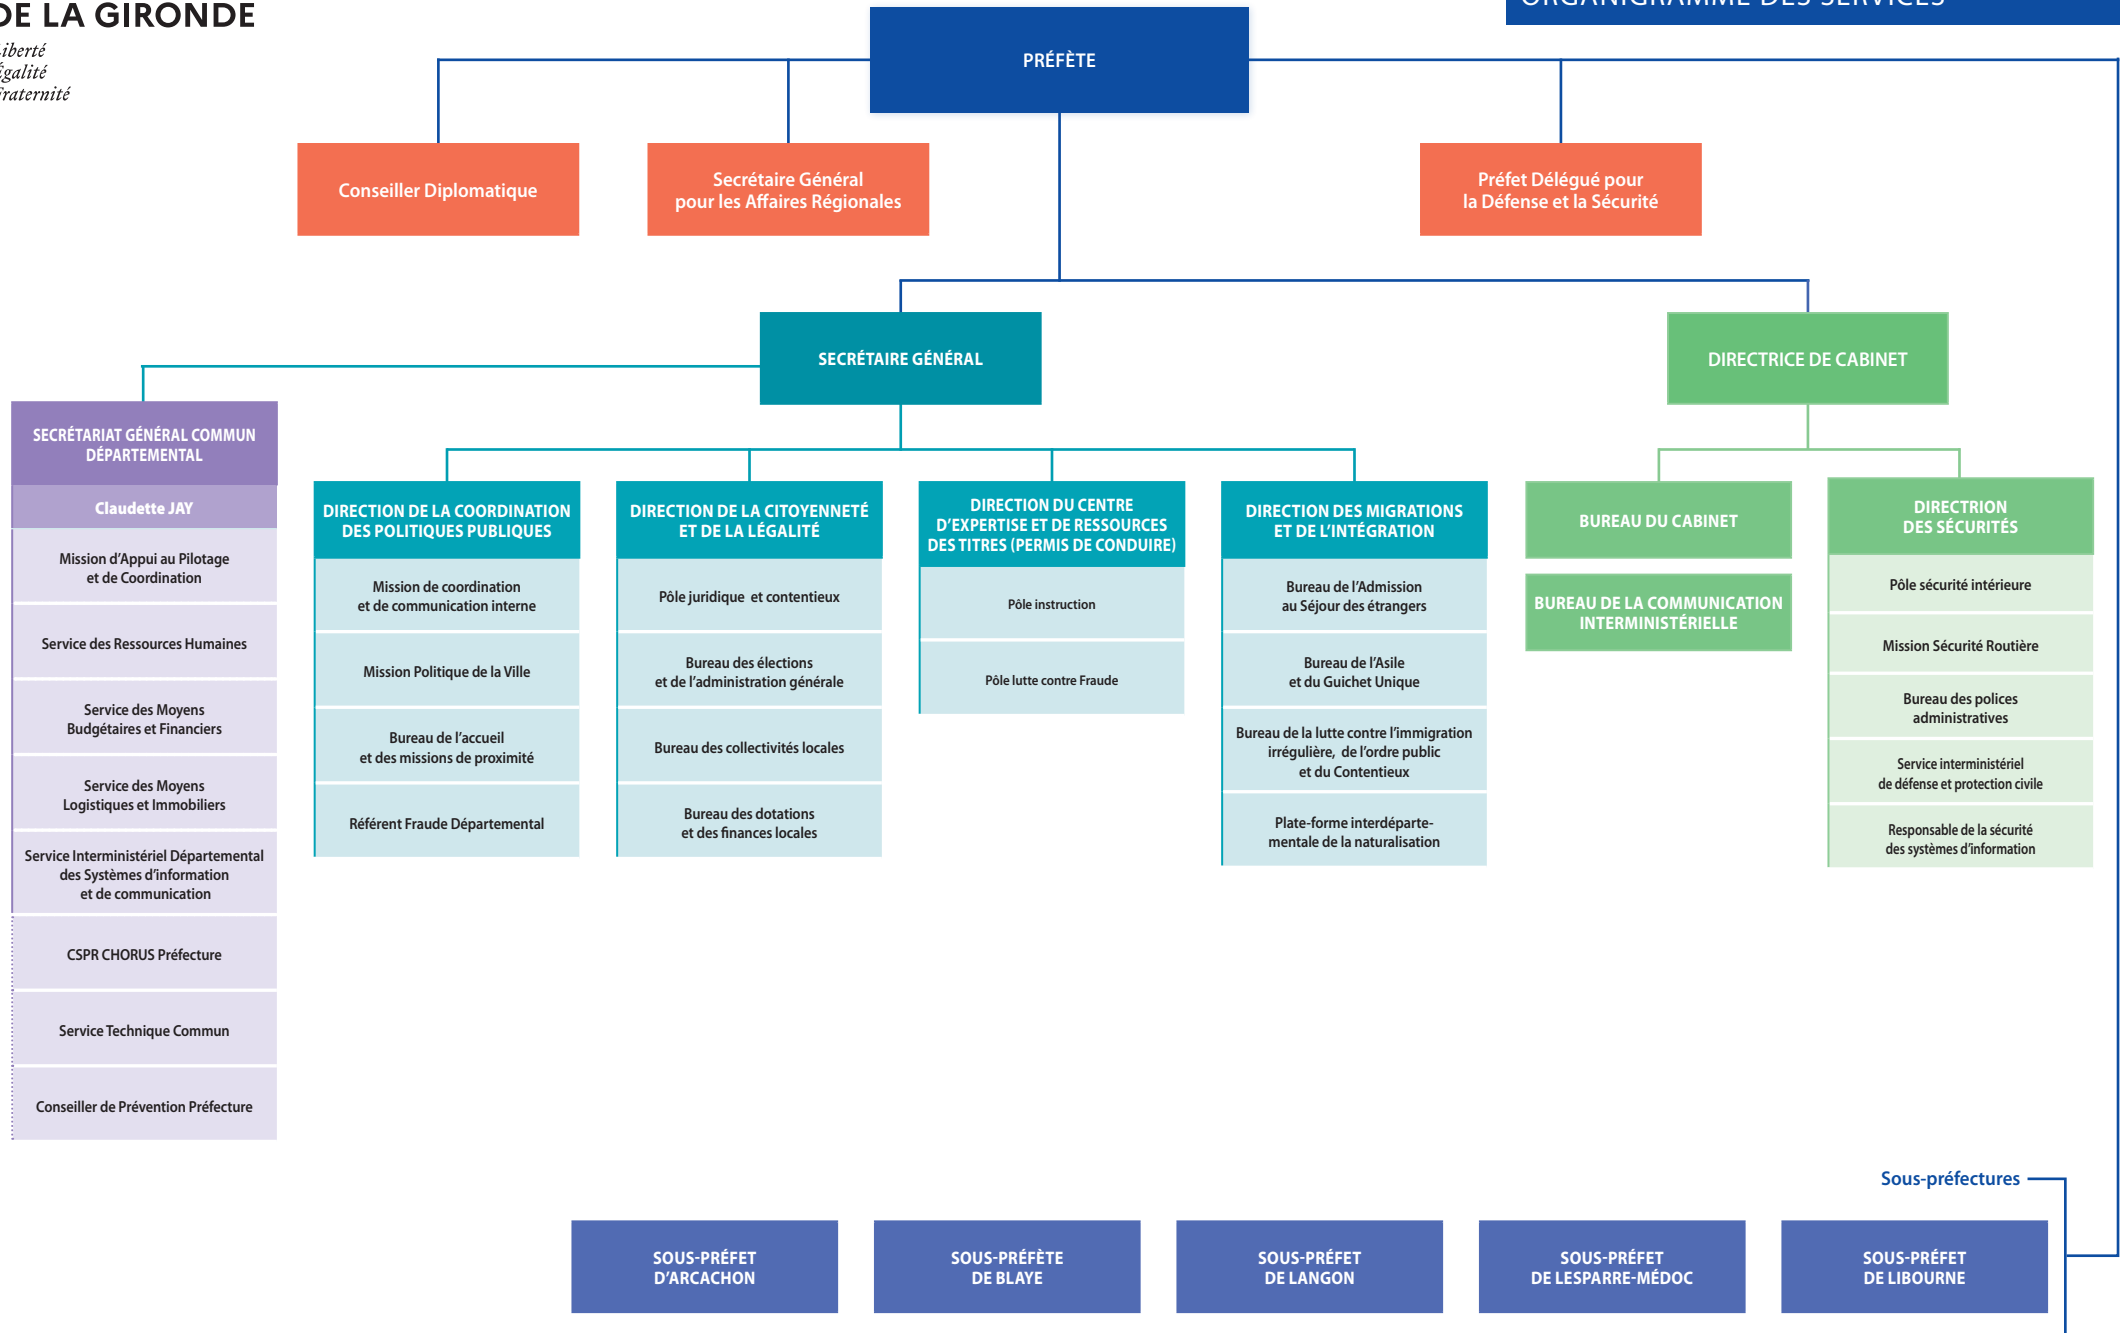 DE LA GIRONDE
Liberté
Égalité
Fraternité
ORGANIGRAMME DES SERVICES
PRÉFÈTE
Conseiller Diplomatique
Secrétaire Général
pour les Affaires Régionales
Préfet Délégué pour
la Défense et la Sécurité
SECRÉTAIRE GÉNÉRAL
DIRECTRICE DE CABINET
SECRÉTARIAT GÉNÉRAL COMMUN
DÉPARTEMENTAL
Claudette JAY
Mission d'Appui au Pilotage
et de Coordination
Service des Ressources Humaines
Service des Moyens
Budgétaires et Financiers
Service des Moyens
Logistiques et Immobiliers
Service Interministériel Départemental
des Systèmes d'information
et de communication
CSPR CHORUS Préfecture
Service Technique Commun
Conseiller de Prévention Préfecture
DIRECTION DE LA COORDINATION
DES POLITIQUES PUBLIQUES
Mission de coordination
et de communication interne
Mission Politique de la Ville
Bureau de l'accueil
et des missions de proximité
Référent Fraude Départemental
DIRECTION DE LA CITOYENNETÉ
ET DE LA LÉGALITÉ
Pôle juridique et contentieux
Bureau des élections
et de l'administration générale
Bureau des collectivités locales
Bureau des dotations
et des finances locales
DIRECTION DU CENTRE
D'EXPERTISE ET DE RESSOURCES
DES TITRES (PERMIS DE CONDUIRE)
Pôle instruction
Pôle lutte contre Fraude
DIRECTION DES MIGRATIONS
ET DE L'INTÉGRATION
Bureau de l'Admission
au Séjour des étrangers
Bureau de l'Asile
et du Guichet Unique
Bureau de la lutte contre l'immigration
irrégulière, de l'ordre public
et du Contentieux
Plate-forme interdéparte-
mentale de la naturalisation
BUREAU DU CABINET
BUREAU DE LA COMMUNICATION
INTERMINISTÉRIELLE
DIRECTRION
DES SÉCURITÉS
Pôle sécurité intérieure
Mission Sécurité Routière
Bureau des polices
administratives
Service interministériel
de défense et protection civile
Responsable de la sécurité
des systèmes d'information
Sous-préfectures
SOUS-PRÉFET
D'ARCACHON
SOUS-PRÉFÈTE
DE BLAYE
SOUS-PRÉFET
DE LANGON
SOUS-PRÉFET
DE LESPARRE-MÉDOC
SOUS-PRÉFET
DE LIBOURNE